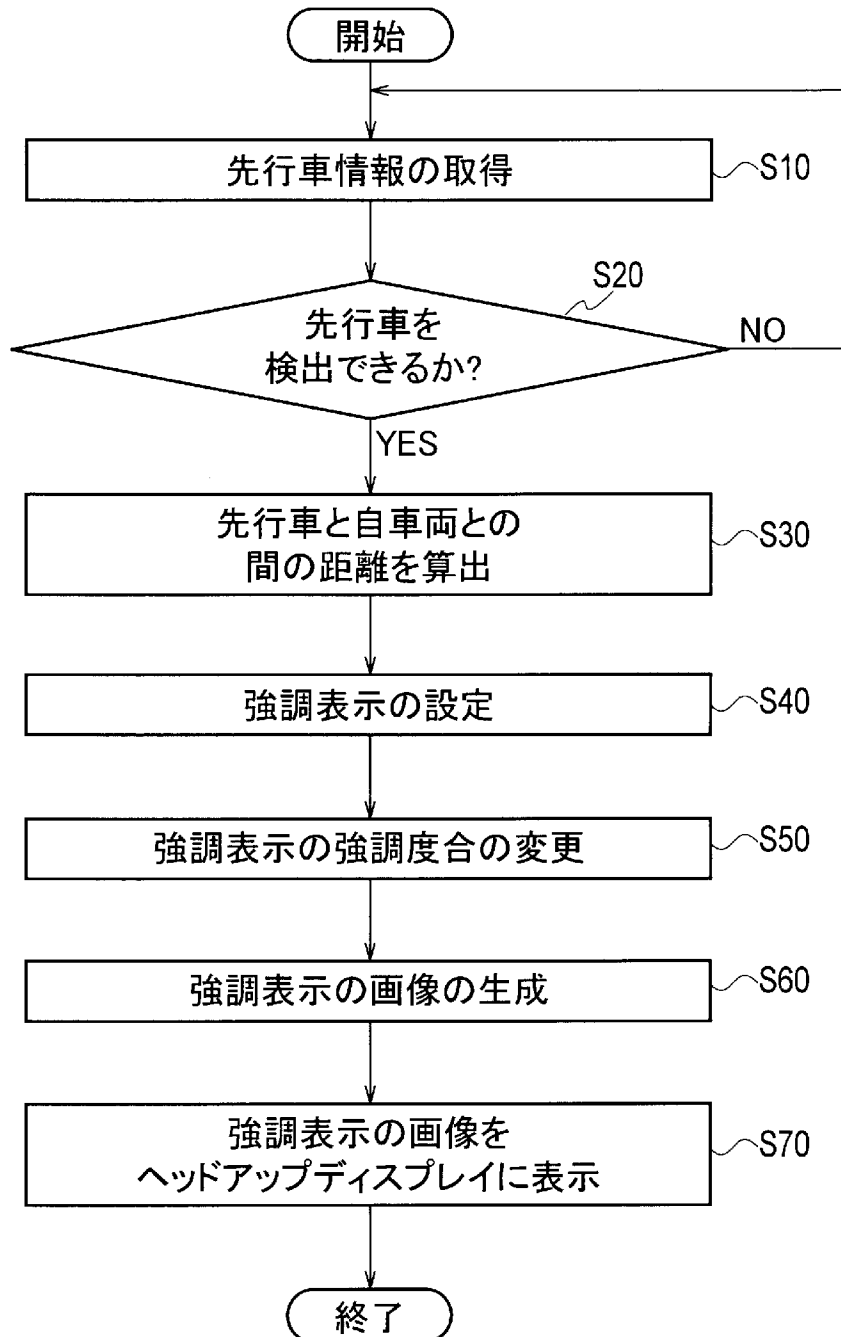 開始
先行車情報の取得
S10
S20
先行車を
検出できるか?
NO
YES
先行車と自車両との
間の距離を算出
S30
強調表示の設定
S40
強調表示の強調度合の変更
S50
強調表示の画像の生成
S60
強調表示の画像を
ヘッドアップディスプレイに表示
S70
終了